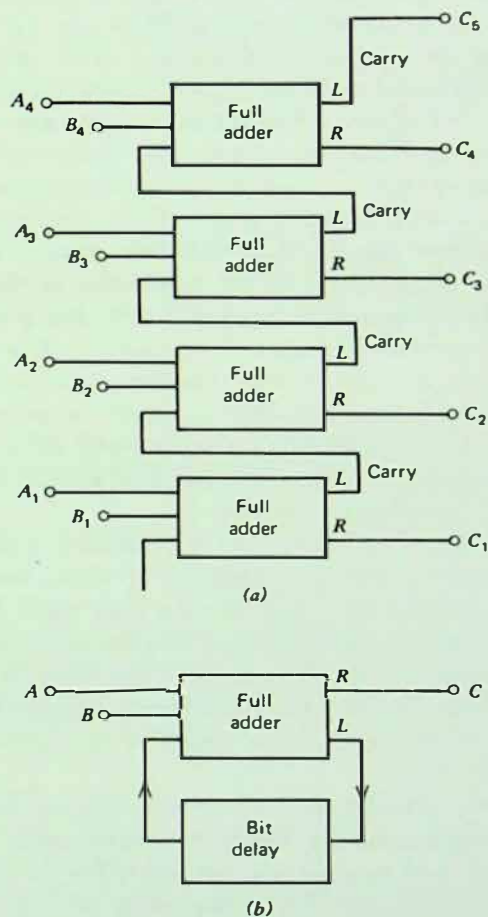 C₅
Carry
L
A₄
Full
adder
B₄
R
C₄
L
Carry
A₃
Full
adder
B₃
R
C₃
L
Carry
A₂
Full
adder
B₂
R
C₂
L
Carry
A₁
Full
adder
B₁
R
C₁
(a)
R
A
C
Full
adder
B
L
Bit
delay
(b)